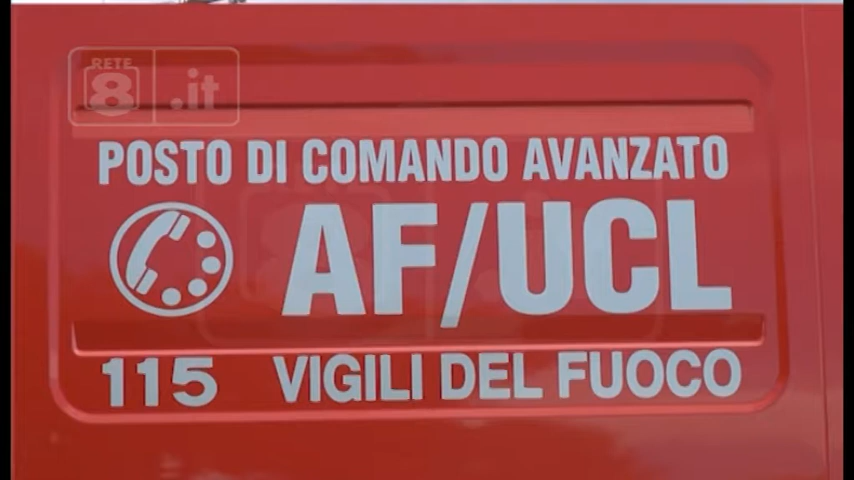 RETE
8 .it
POSTO DI COMANDO AVANZATO
AF/UCL
115 VIGILI DEL FUOCO